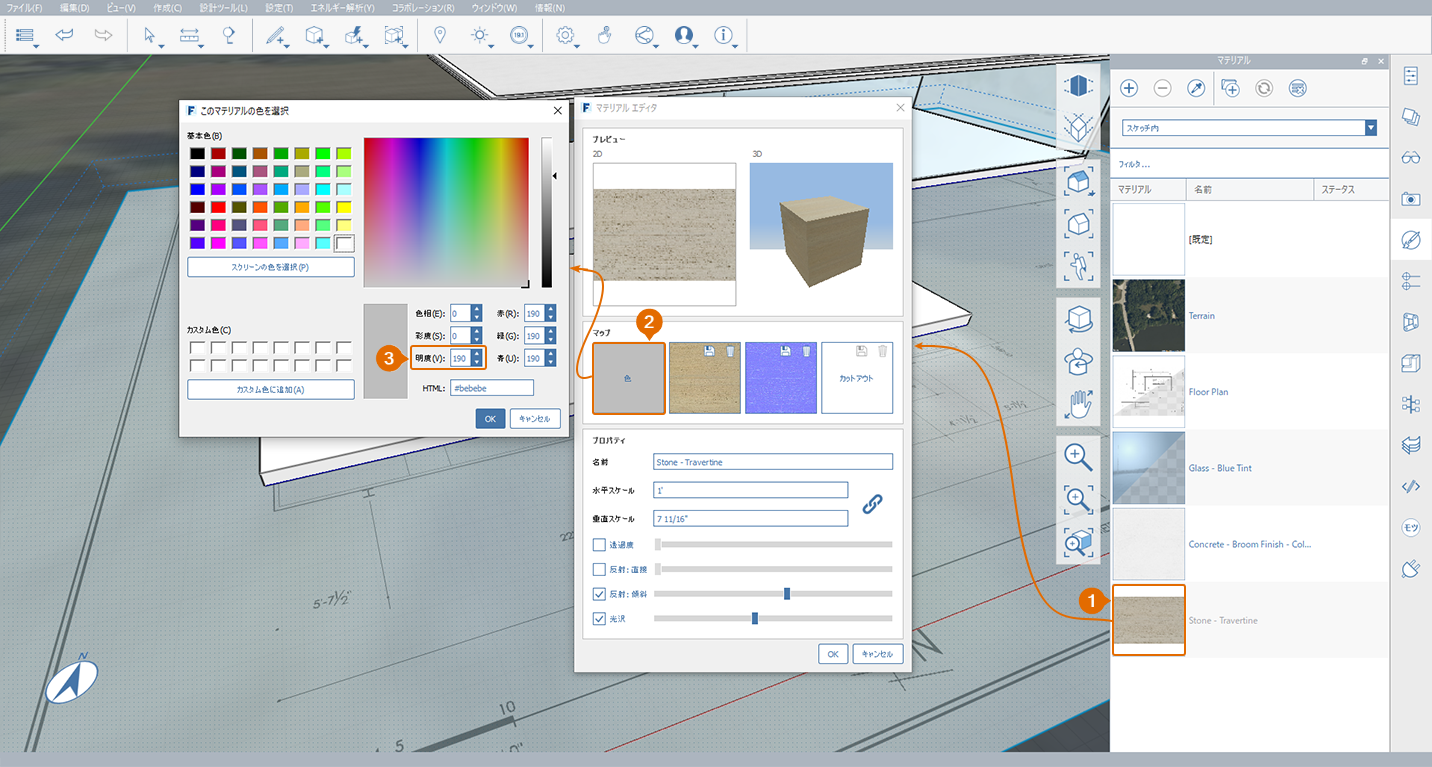 ファイル(F) 編集(D) ビュー(V) 作成(C) 設計ツール(L) 設定(T) エネルギー解析(Y) コラボレーション(R) ウィンドウ(W) 情報(N)
マテリアル
スケッチ内
フィルタ...
マテリアル 名前 ステータス
[既定]
Terrain
Floor Plan
Glass - Blue Tint
Concrete - Broom Finish - Col...
1
Stone - Travertine
モツ
このマテリアルの色を選択
基本色(B)
スクリーンの色を選択(P)
カスタム色(C)
カスタム色に追加(A)
色相(E): 0 赤(R): 190
彩度(S): 0 緑(G): 190
3
明度(V): 190 青(U): 190
HTML: #bebebe
OK キャンセル
マテリアル エディタ
プレビュー
2D 3D
2
マップ
色
カットアウト
プロパティ
名前 Stone - Travertine
水平スケール 1'
垂直スケール 7 11/16"
透過度
反射: 直接
反射: 傾斜
光沢
OK キャンセル
5'-7½"
N
10
5
N